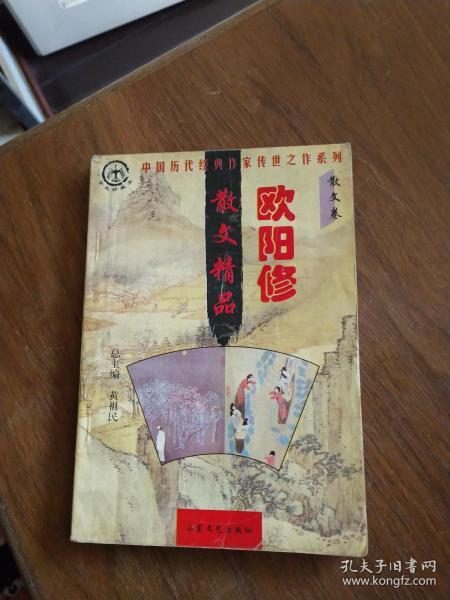 中国历代经典作家传世之作系列
散文卷
欧阳修
散文精品
总主编 黄祖民
山东文艺出版社
孔夫子旧书网
www.kongfz.com